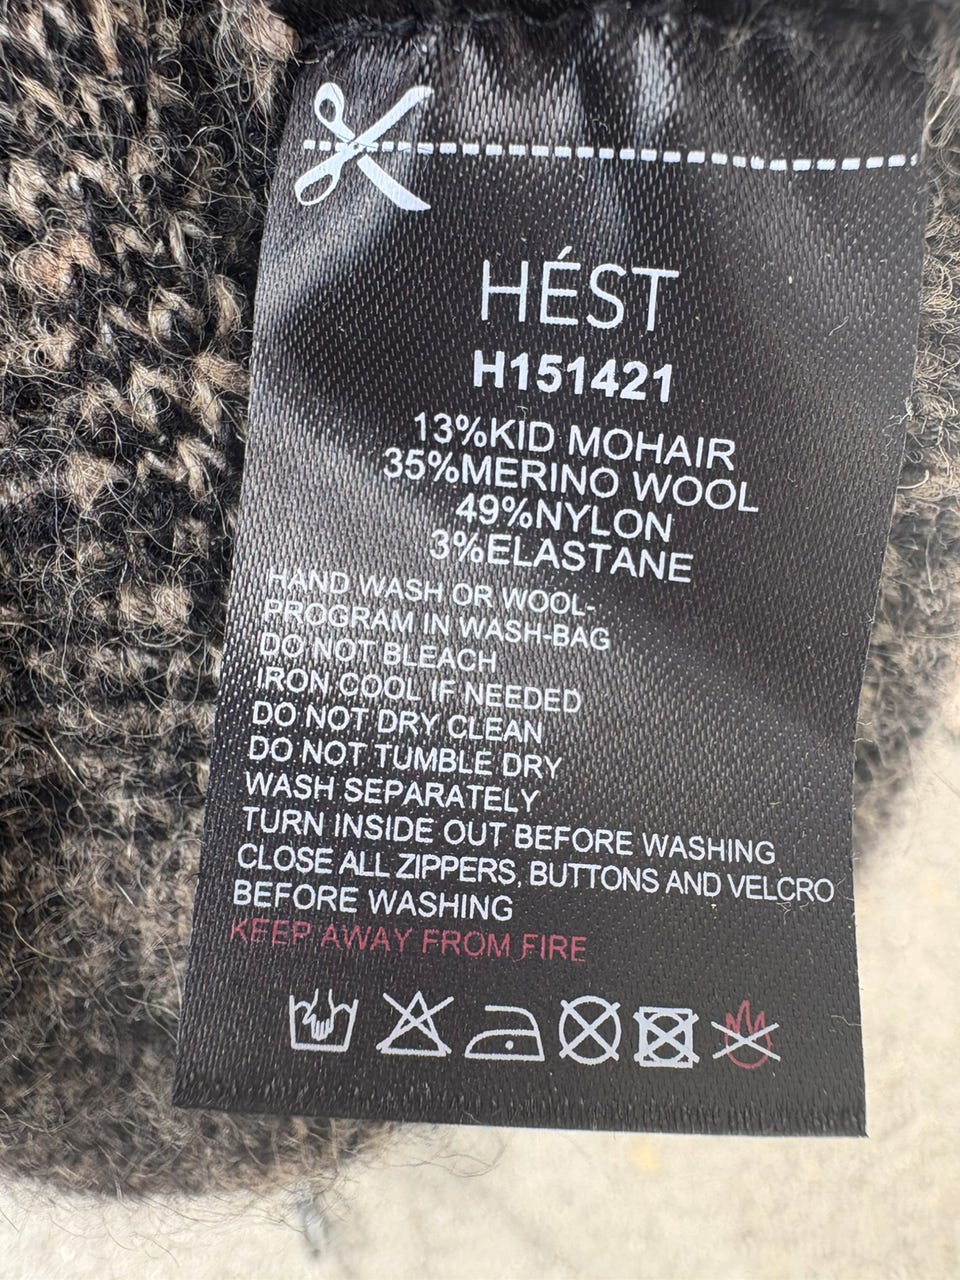 HÉST
H151421
13%KID MOHAIR
35%MERINO WOOL
49%NYLON
3%ELASTANE
HAND WASH OR WOOL-
PROGRAM IN WASH-BAG
DO NOT BLEACH
IRON COOL IF NEEDED
DO NOT DRY CLEAN
DO NOT TUMBLE DRY
WASH SEPARATELY
TURN INSIDE OUT BEFORE WASHING
CLOSE ALL ZIPPERS, BUTTONS AND VELCRO
BEFORE WASHING
KEEP AWAY FROM FIRE